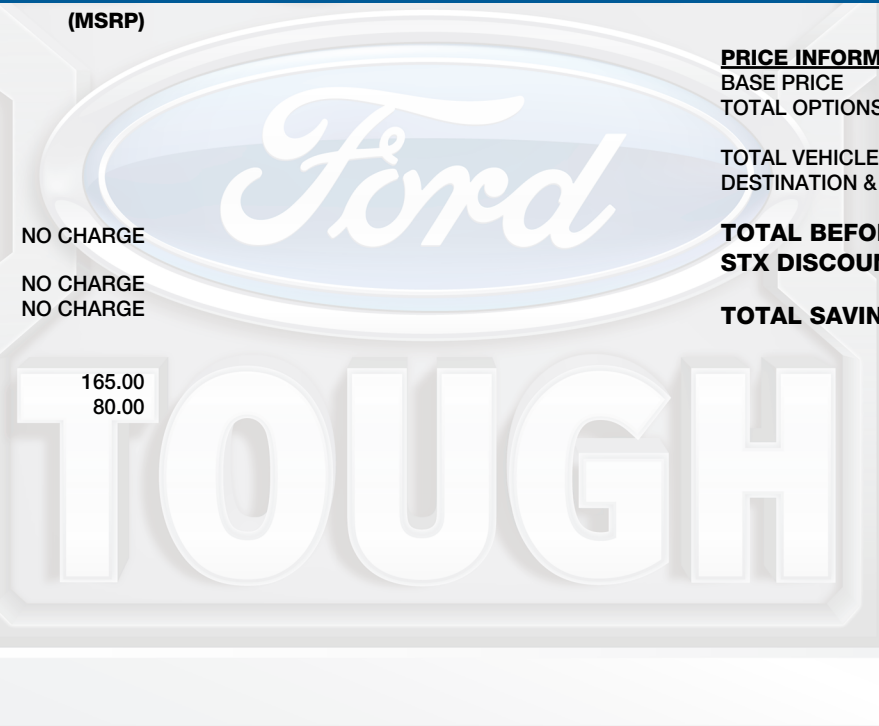 (MSRP)
NO CHARGE
NO CHARGE
NO CHARGE
165.00
80.00
PRICE INFORM
BASE PRICE
TOTAL OPTIONS
TOTAL VEHICLE
DESTINATION &
TOTAL BEFO
STX DISCOUN
TOTAL SAVIN
Ford
TOUGH